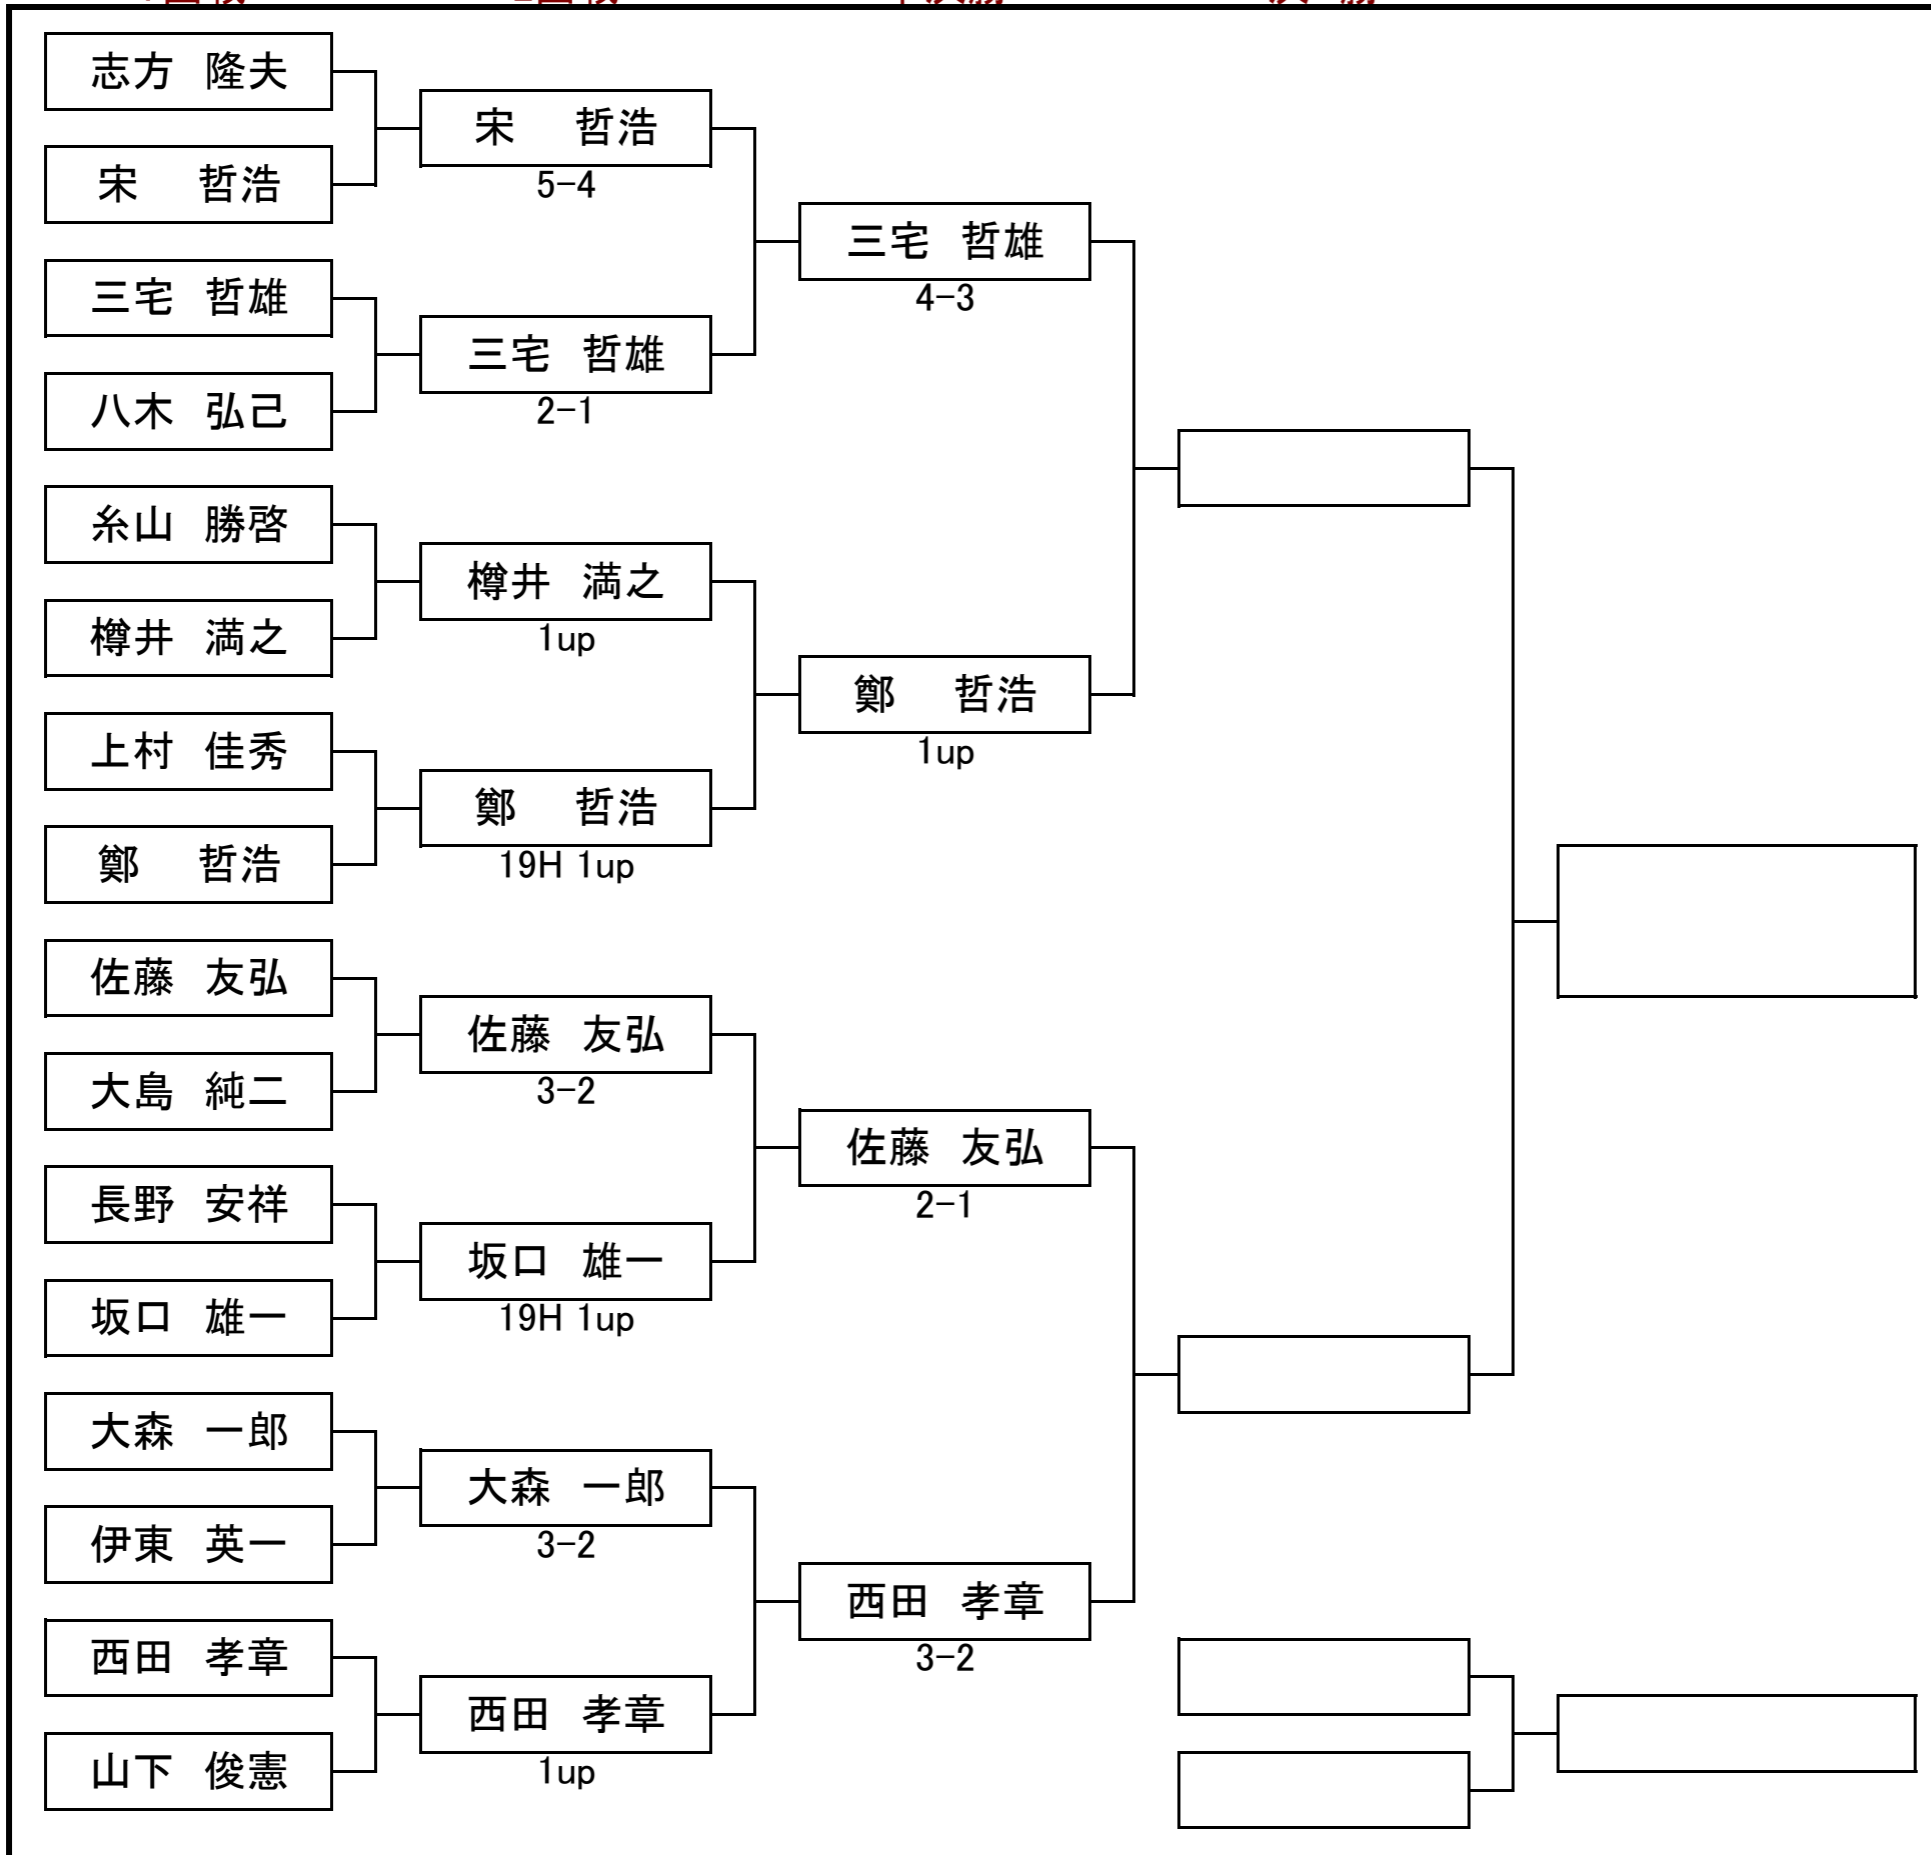 志方 隆夫
宋 哲浩
三宅 哲雄
八木 弘己
糸山 勝啓
樽井 満之
上村 佳秀
鄭 哲浩
佐藤 友弘
大島 純二
長野 安祥
坂口 雄一
大森 一郎
伊東 英一
西田 孝章
山下 俊憲
宋 哲浩
5-4
三宅 哲雄
2-1
樽井 満之
1up
鄭 哲浩
19H 1up
佐藤 友弘
3-2
坂口 雄一
19H 1up
大森 一郎
3-2
西田 孝章
1up
三宅 哲雄
4-3
鄭 哲浩
1up
佐藤 友弘
2-1
西田 孝章
3-2